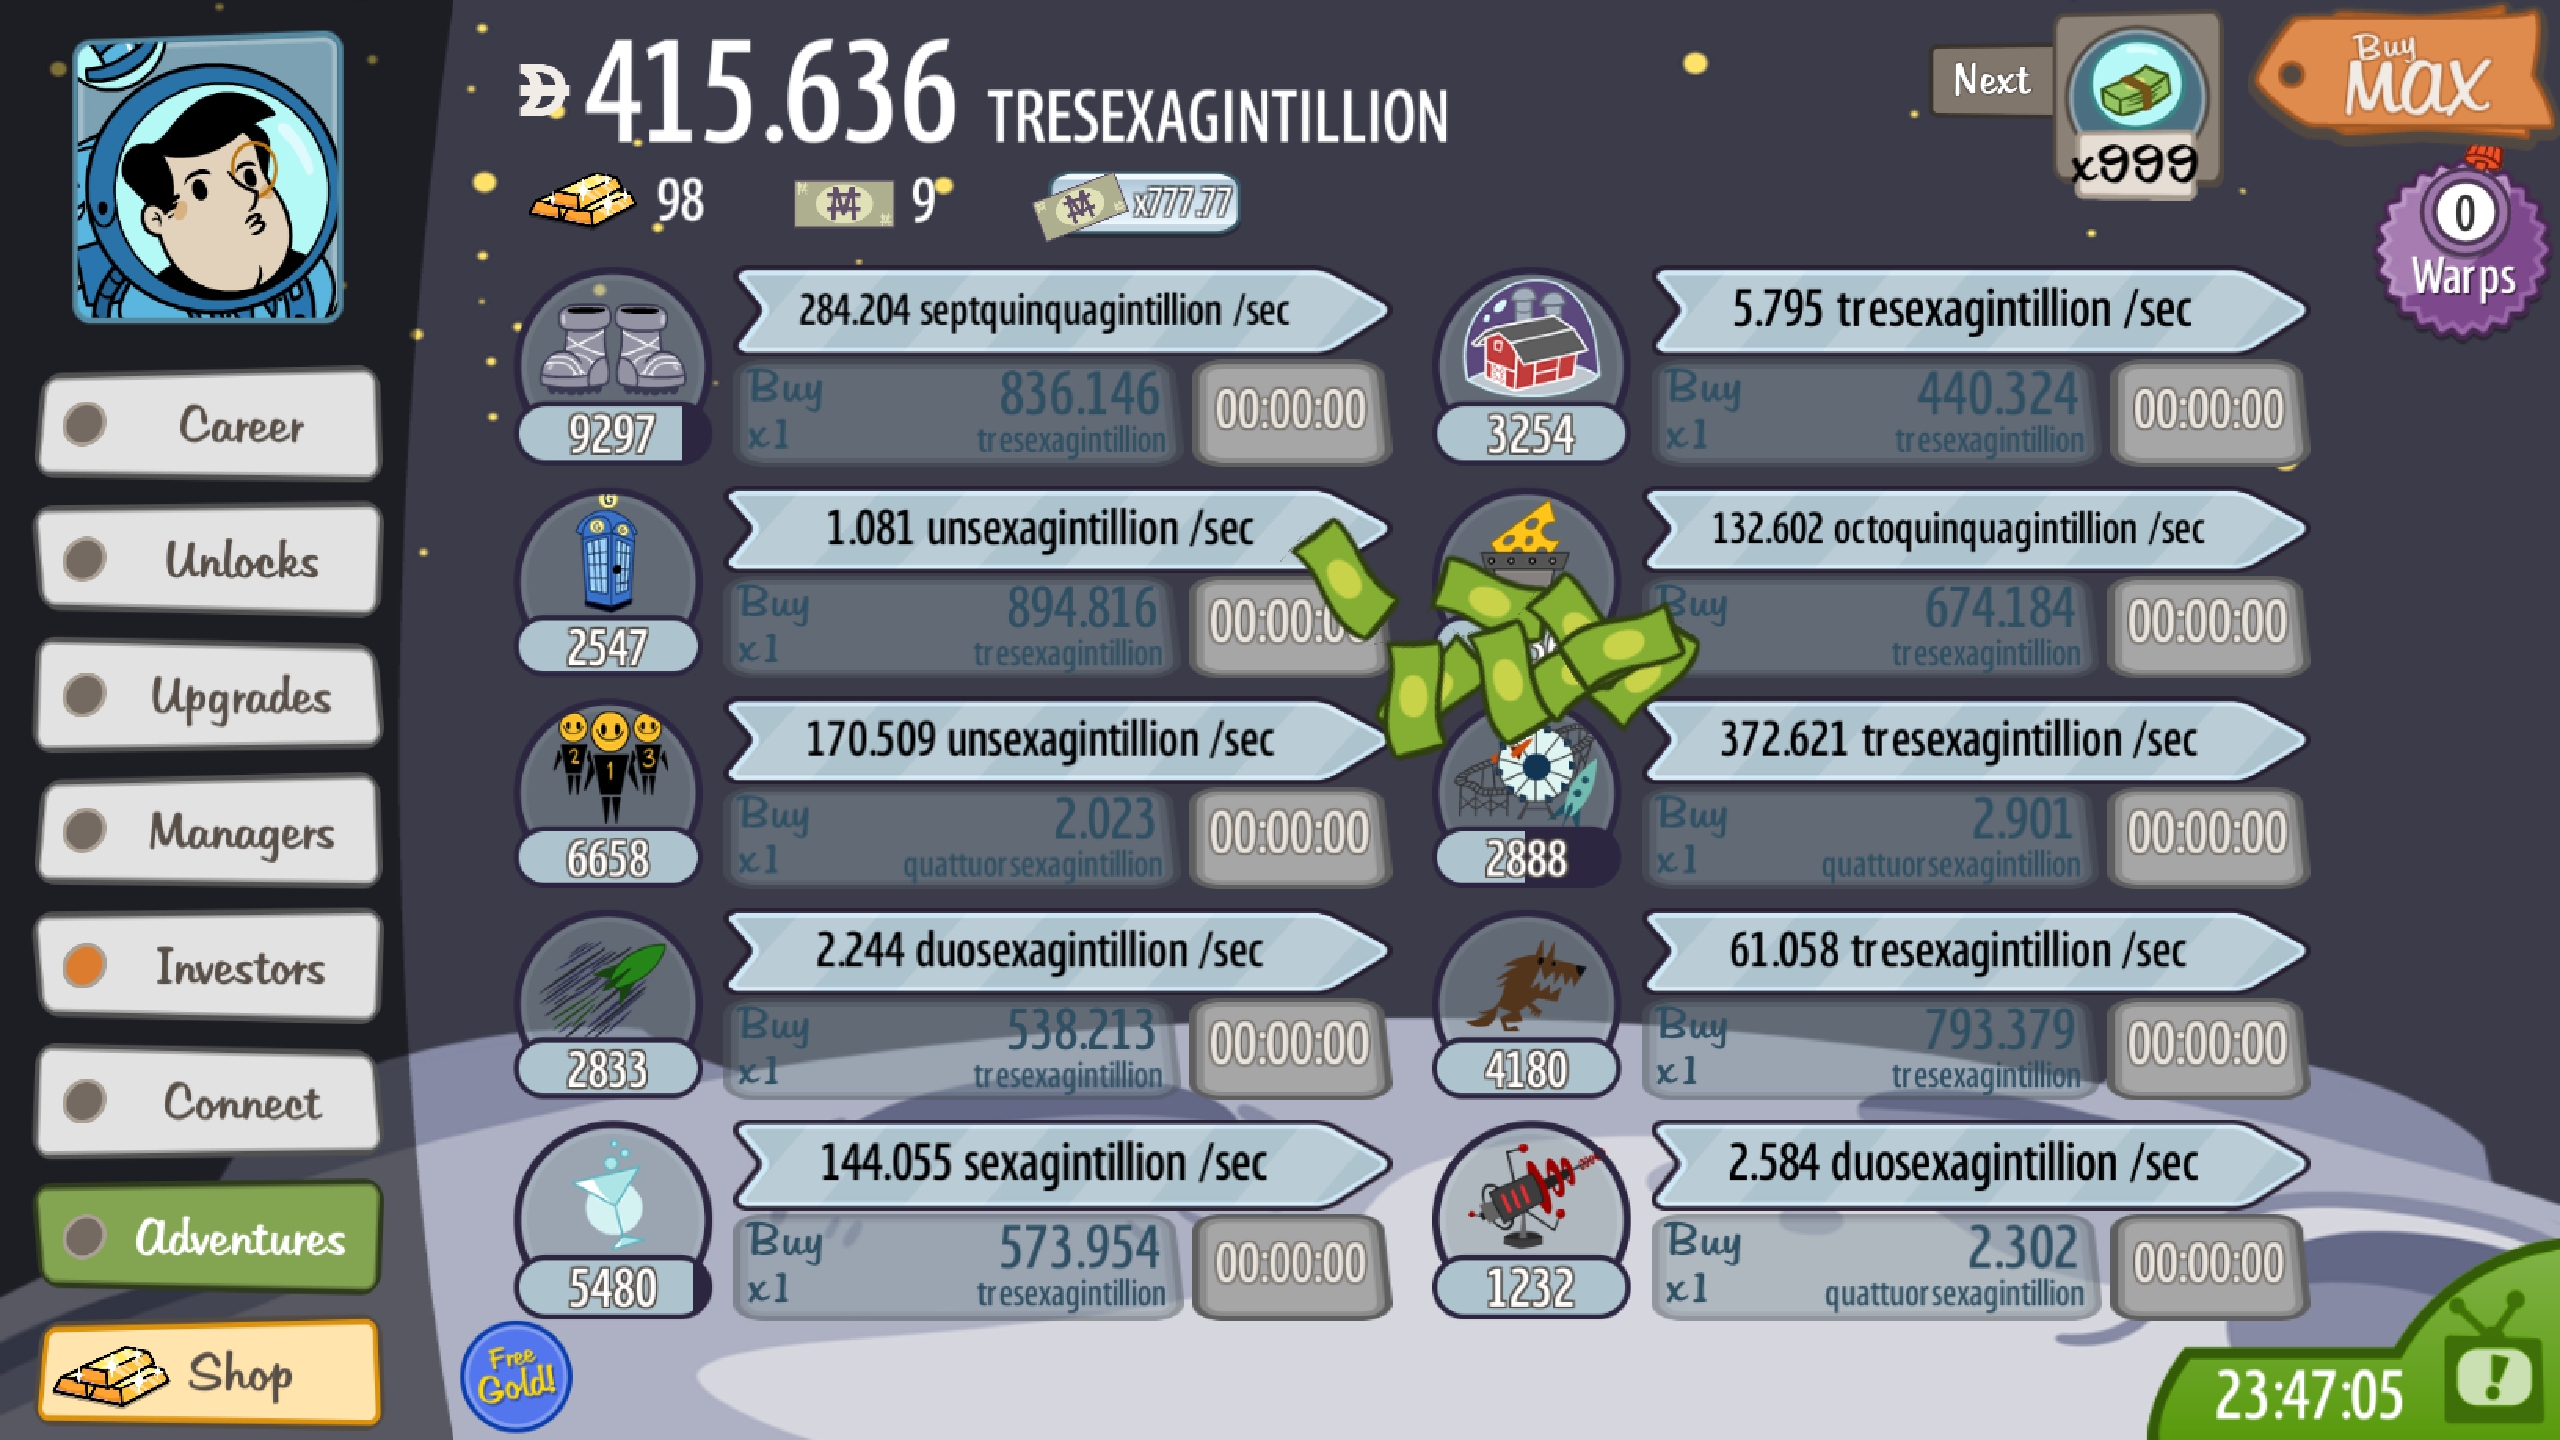 415.636 TRESEXAGINTILLION
98
9
x777.77
Next
x999
Buy
MAX
0
Warps
Career
Unlocks
Upgrades
Managers
Investors
Connect
Adventures
Shop
284.204 septquinquagintillion /sec
9297
Buy 836.146
x1 tresexagintillion
00:00:00
5.795 tresexagintillion /sec
3254
Buy 440.324
x1 tresexagintillion
00:00:00
1.081 unsexagintillion /sec
G
G G
2547
Buy 894.816
x1 tresexagintillion
132.602 octoquinquagintillion /sec
Buy 674.184
tresexagintillion
00:00:00
170.509 unsexagintillion /sec
2 1 3
6658
Buy 2.023
x1 quattuorsexagintillion
00:00:00
372.621 tresexagintillion /sec
2888
Buy 2.901
x1 quattuorsexagintillion
00:00:00
2.244 duosexagintillion /sec
2833
Buy 538.213
x1 tresexagintillion
00:00:00
61.058 tresexagintillion /sec
4180
Buy 793.379
x1 tresexagintillion
00:00:00
144.055 sexagintillion /sec
5480
Buy 573.954
x1 tresexagintillion
00:00:00
2.584 duosexagintillion /sec
1232
Buy 2.302
x1 quattuorsexagintillion
00:00:00
Free
Gold!
23:47:05
!